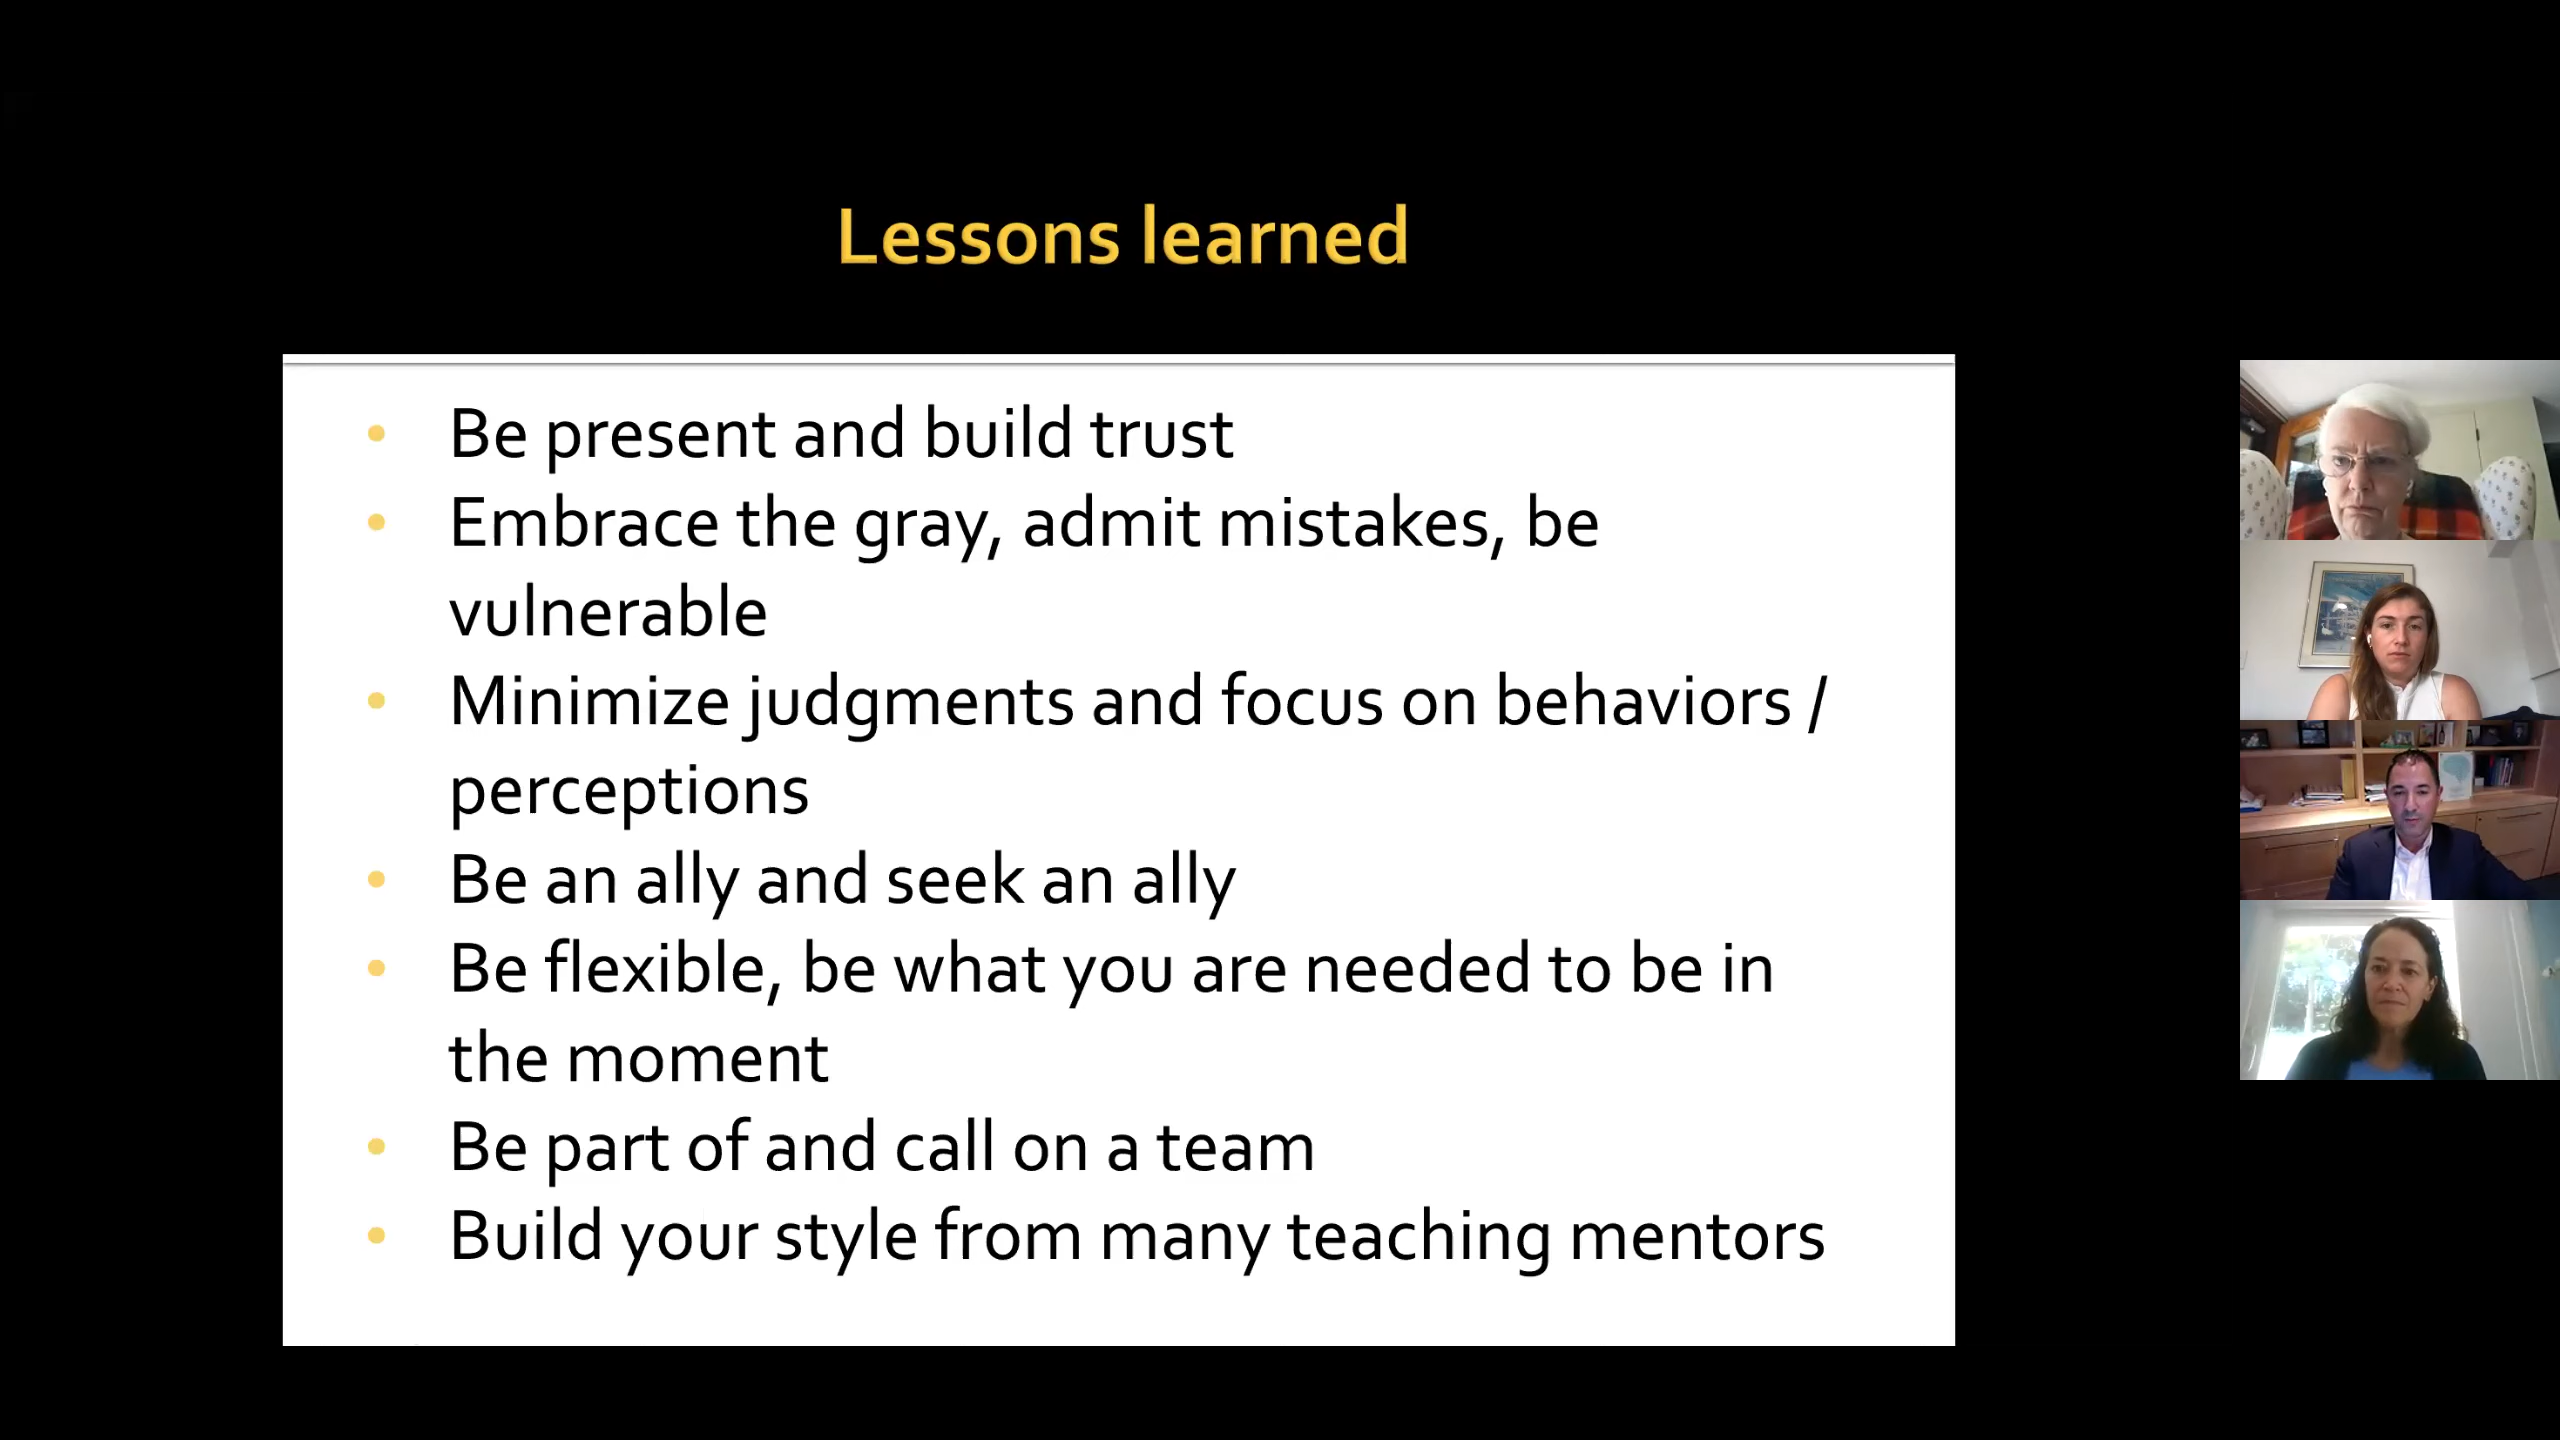 Lessons learned
• Be present and build trust
• Embrace the gray, admit mistakes, be
vulnerable
• Minimize judgments and focus on behaviors /
perceptions
• Be an ally and seek an ally
• Be flexible, be what you are needed to be in
the moment
• Be part of and call on a team
• Build your style from many teaching mentors